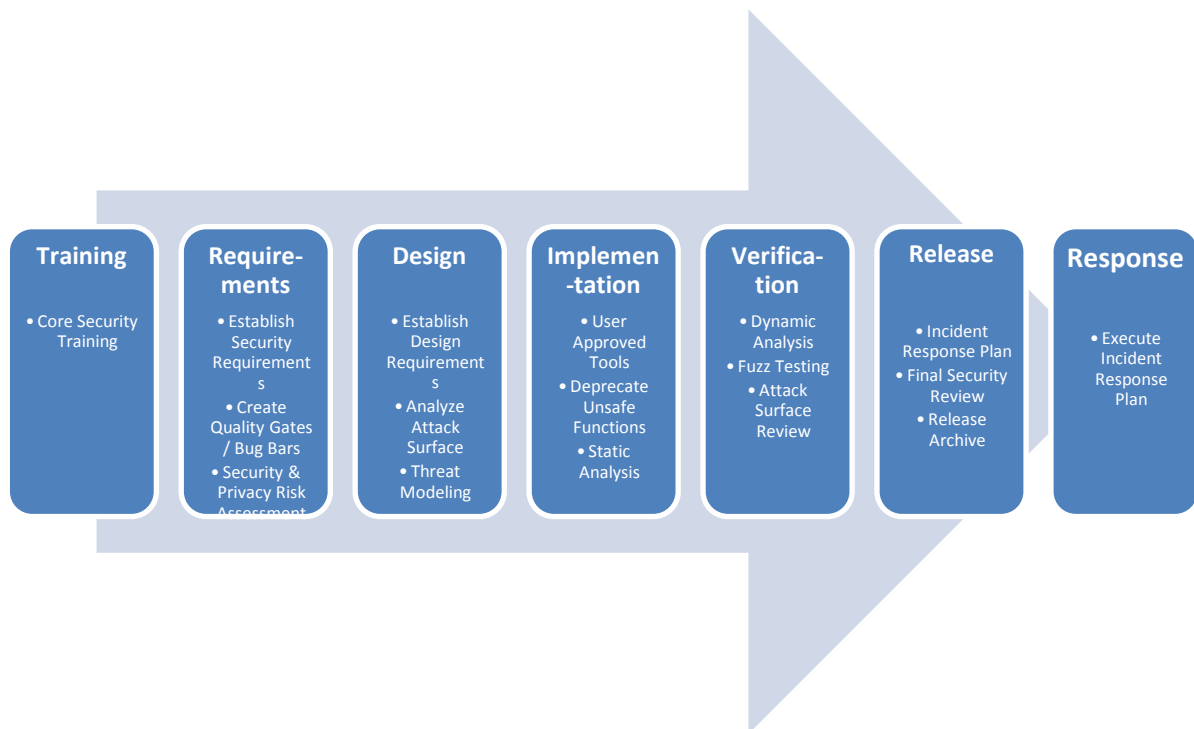 Training
• Core Security
Training
Require-
ments
• Establish
Security
Requirement
s
• Create
Quality Gates
/ Bug Bars
• Security &
Privacy Risk
Assessment
Design
• Establish
Design
Requirement
s
• Analyze
Attack
Surface
• Threat
Modeling
Implemen
-tation
• User
Approved
Tools
• Deprecate
Unsafe
Functions
• Static
Analysis
Verifica-
tion
• Dynamic
Analysis
• Fuzz Testing
• Attack
Surface
Review
Release
• Incident
Response Plan
• Final Security
Review
• Release
Archive
Response
• Execute
Incident
Response
Plan